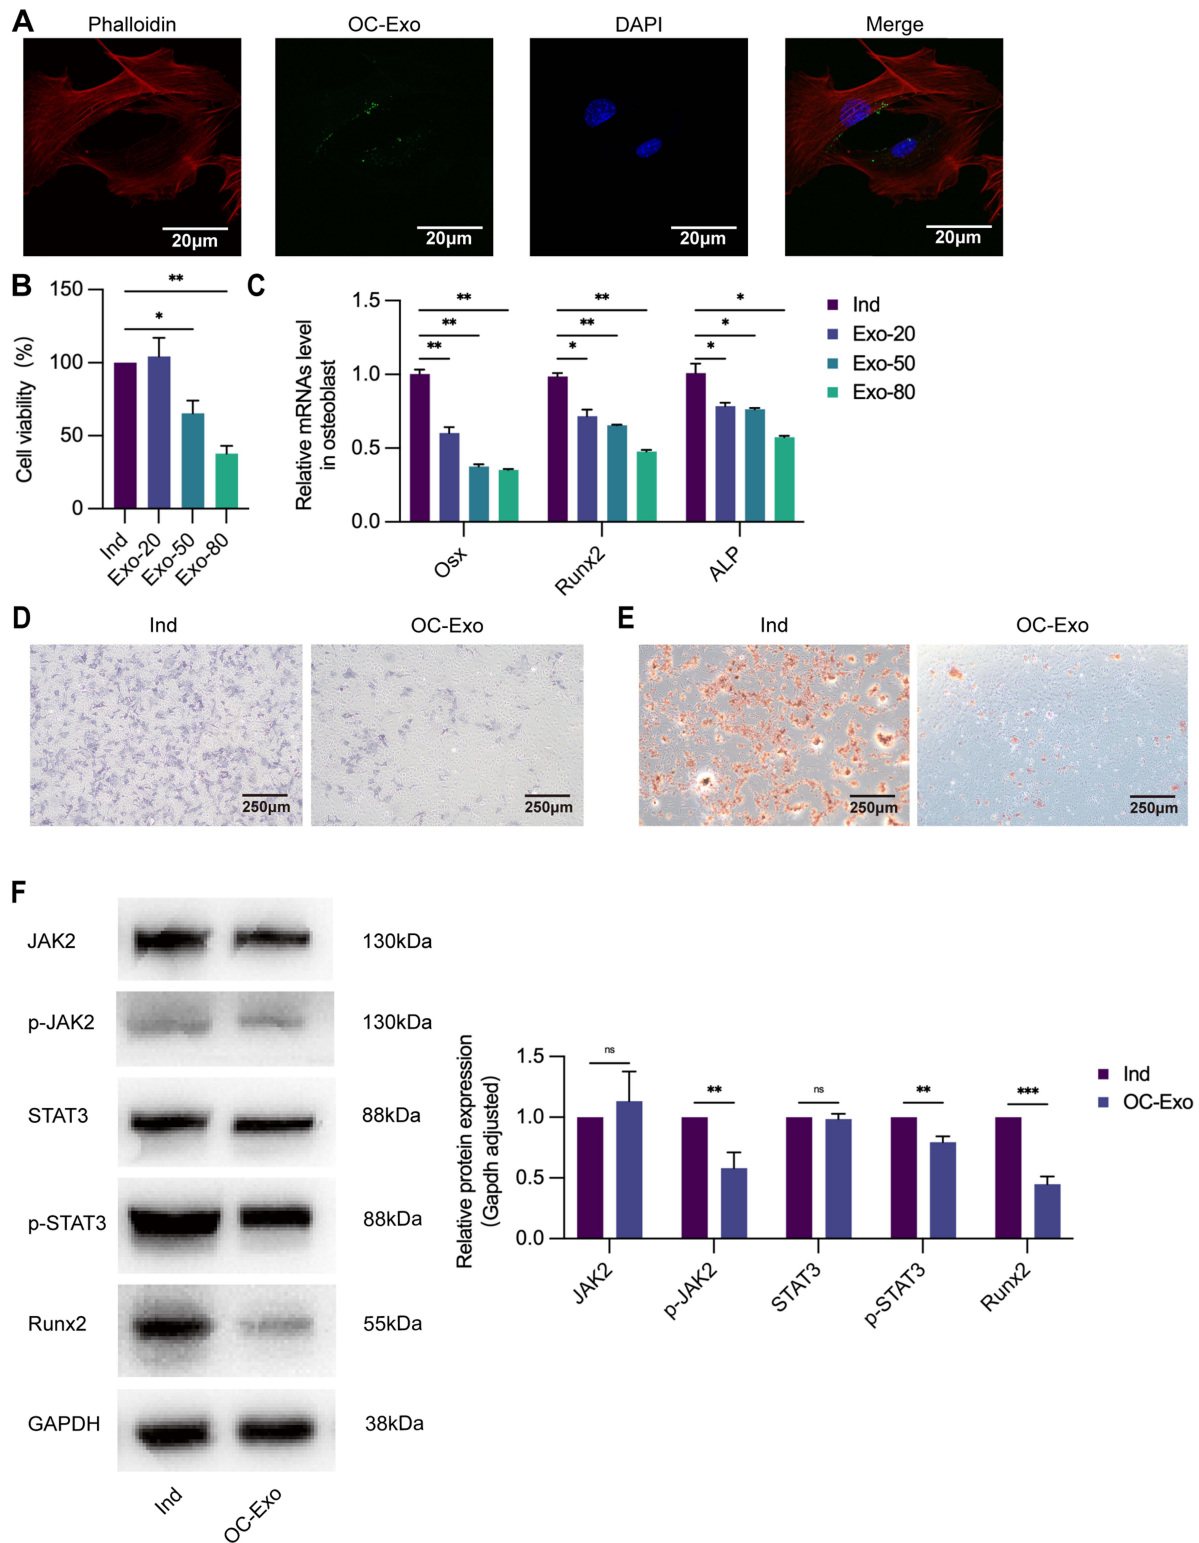 A
Phalloidin
OC-Exo
DAPI
Merge
20μm
20μm
20μm
20μm
B
Cell viability (%)
150
100
50
0
**
*
Ind
Exo-20
Exo-50
Exo-80
C
Relative mRNAs level
in osteoblast
1.5
1.0
0.5
0.0
**
**
**
**
**
*
*
*
*
Osx
Runx2
ALP
Ind
Exo-20
Exo-50
Exo-80
D
Ind
OC-Exo
250μm
250μm
E
Ind
OC-Exo
250μm
250μm
F
JAK2
130kDa
p-JAK2
130kDa
STAT3
88kDa
p-STAT3
88kDa
Runx2
55kDa
GAPDH
38kDa
Ind
OC-Exo
Relative protein expression
(Gapdh adjusted)
1.5
1.0
0.5
0.0
ns
**
ns
**
***
JAK2
p-JAK2
STAT3
p-STAT3
Runx2
Ind
OC-Exo